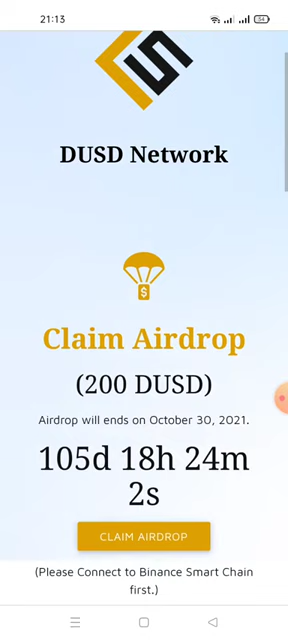 21:13
54
DUSD Network
$
Claim Airdrop
(200 DUSD)
Airdrop will ends on October 30, 2021.
105d 18h 24m
2s
CLAIM AIRDROP
(Please Connect to Binance Smart Chain
first.)